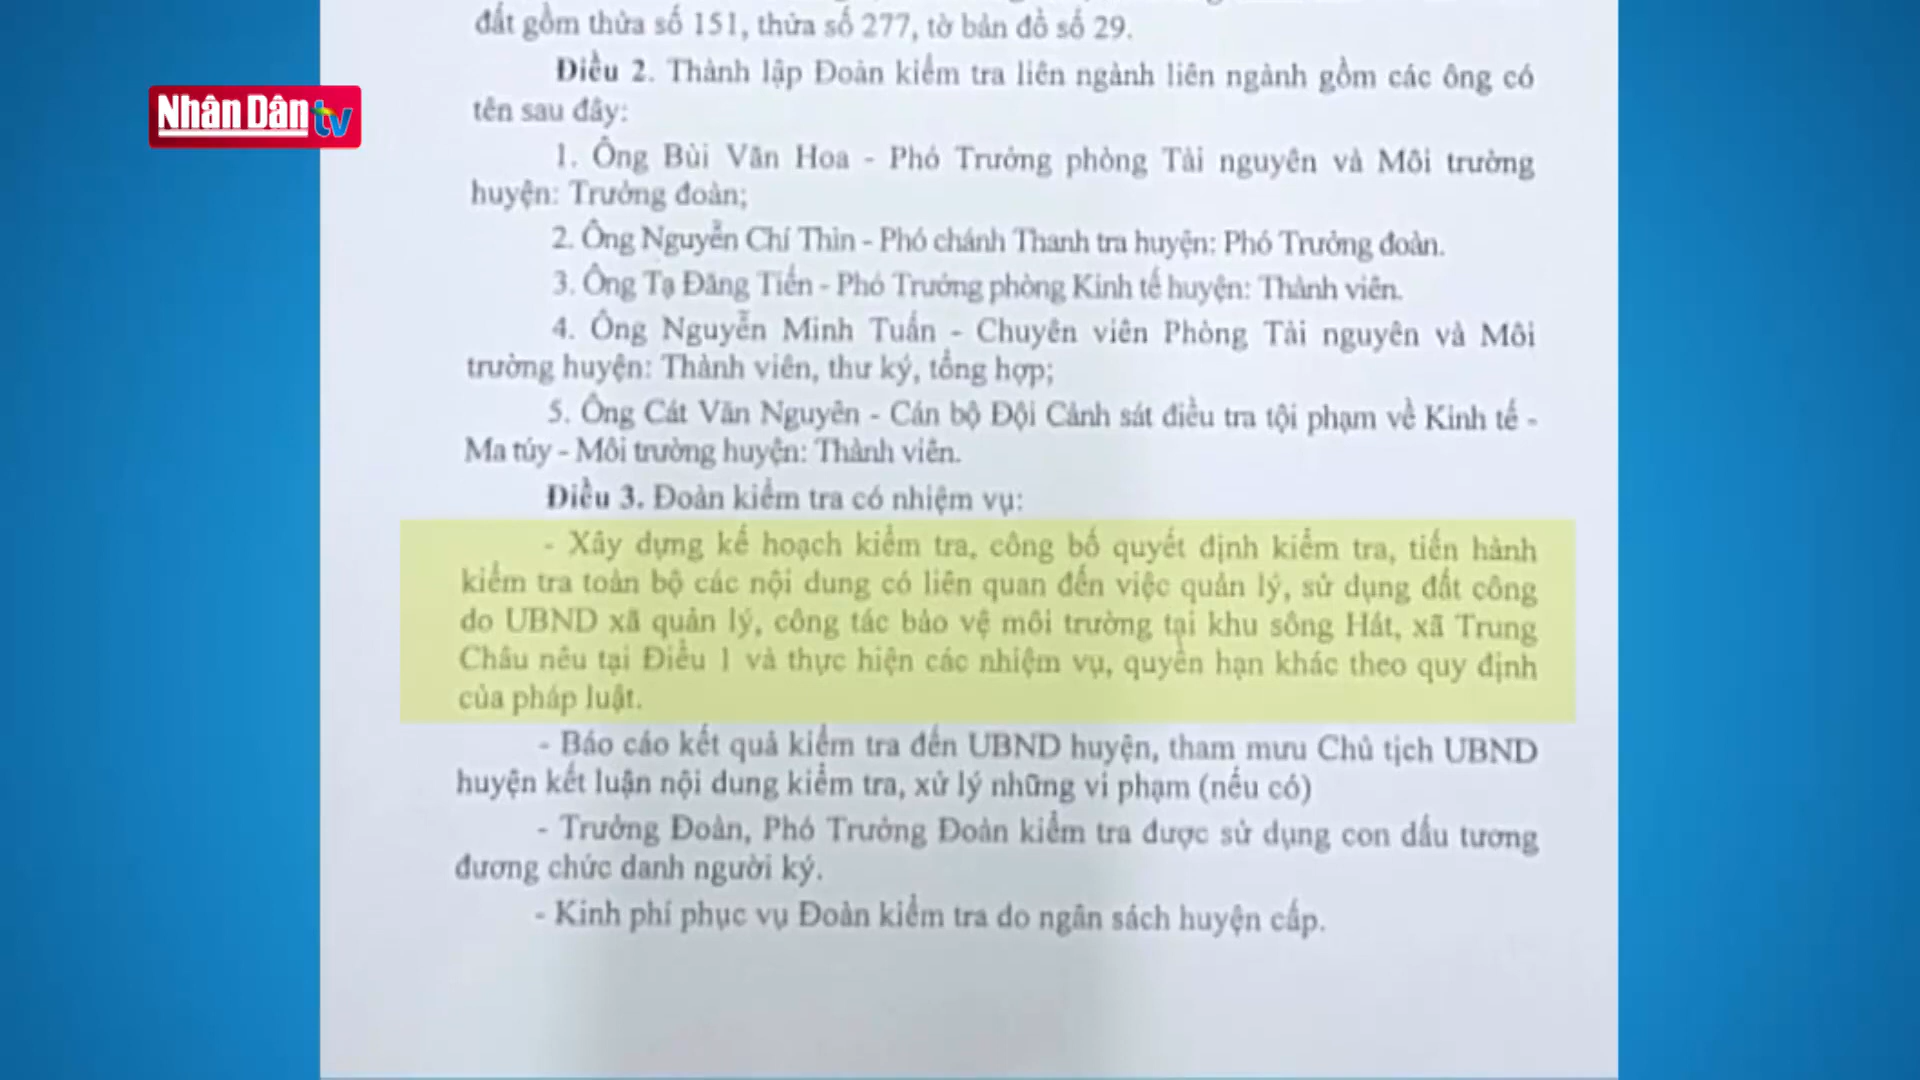 đất gồm thửa số 151, thửa số 277, tờ bản đồ số 29.
Nhân Dân tv
Điều 2. Thành lập Đoàn kiểm tra liên ngành liên ngành gồm các ông có
tên sau đây:
1. Ông Bùi Văn Hoa - Phó Trưởng phòng Tài nguyên và Môi trường
huyện: Trưởng đoàn;
2. Ông Nguyễn Chí Thìn - Phó chánh Thanh tra huyện: Phó Trưởng đoàn.
3. Ông Tạ Đăng Tiến - Phó Trưởng phòng Kinh tế huyện: Thành viên.
4. Ông Nguyễn Minh Tuấn - Chuyên viên Phòng Tài nguyên và Môi
trường huyện: Thành viên, thư ký, tổng hợp;
5. Ông Cát Văn Nguyên - Cán bộ Đội Cảnh sát điều tra tội phạm về Kinh tế -
Ma túy - Môi trường huyện: Thành viên.
Điều 3. Đoàn kiểm tra có nhiệm vụ:
- Xây dựng kế hoạch kiểm tra, công bố quyết định kiểm tra, tiến hành
kiểm tra toàn bộ các nội dung có liên quan đến việc quản lý, sử dụng đất công
do UBND xã quản lý, công tác bảo vệ môi trường tại khu sông Hát, xã Trung
Châu nêu tại Điều 1 và thực hiện các nhiệm vụ, quyền hạn khác theo quy định
của pháp luật.
- Báo cáo kết quả kiểm tra đến UBND huyện, tham mưu Chủ tịch UBND
huyện kết luận nội dung kiểm tra, xử lý những vi phạm (nếu có)
- Trưởng Đoàn, Phó Trưởng Đoàn kiểm tra được sử dụng con dấu tương
đương chức danh người ký.
- Kinh phí phục vụ Đoàn kiểm tra do ngân sách huyện cấp.